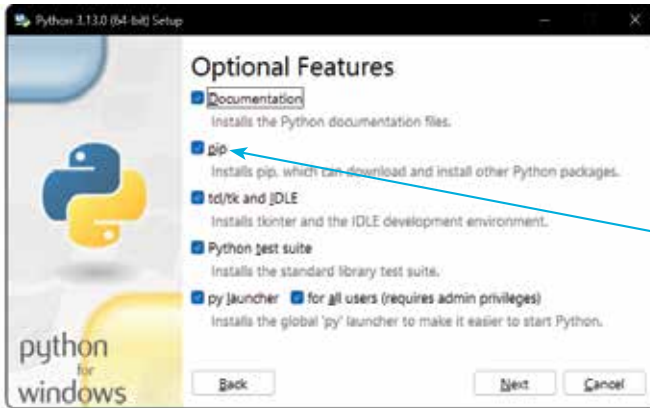 Python 3.13.0 (64-bit) Setup
Optional Features
Documentation
Installs the Python documentation files.
pip
Installs pip, which can download and install other Python packages.
tcl/tk and IDLE
Installs tkinter and the IDLE development environment.
Python test suite
Installs the standard library test suite.
py launcher for all users (requires admin privileges)
Installs the global 'py' launcher to make it easier to start Python.
python
for
windows
Back Next Cancel